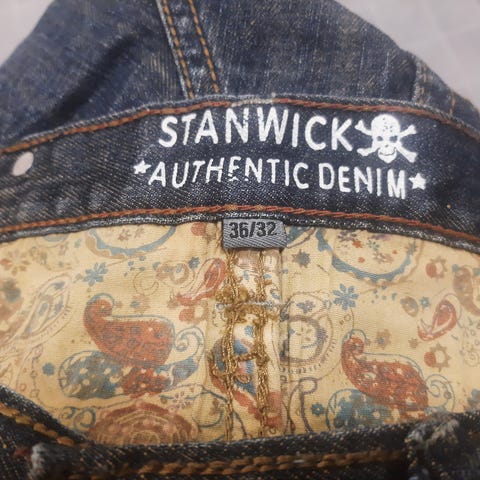 STANWICK
★AUTHENTIC DENIM★
36/32